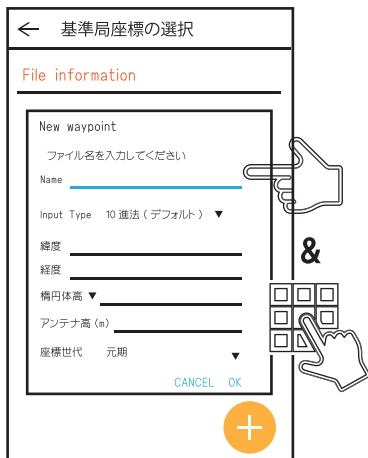 ← 基準局座標の選択
File information
New waypoint
ファイル名を入力してください
Name
Input Type 10 進法 ( デフォルト ) ▼
緯度
経度
楕円体高 ▼
アンテナ高 (m)
座標世代 元期 ▼
CANCEL OK
&
+